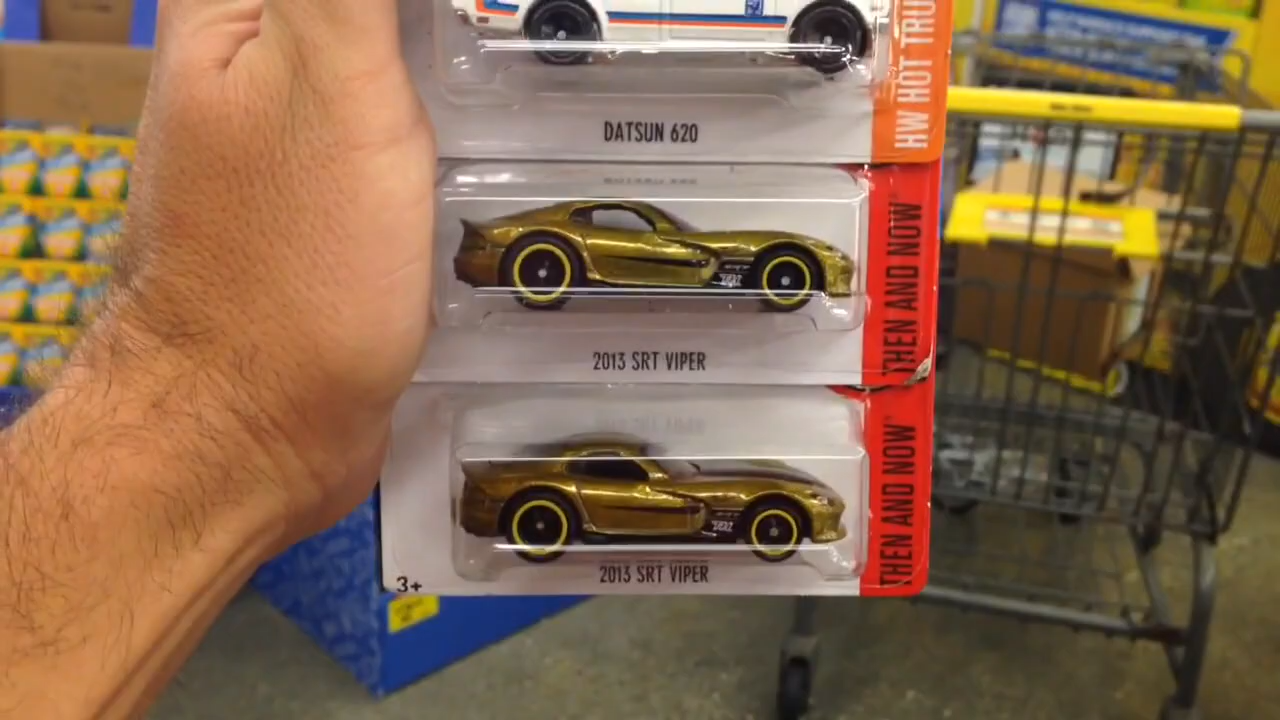 HW HOT TRU
DATSUN 620
2013 SRT VIPER
THEN AND NOW
2013 SRT VIPER
THEN AND NOW
3+